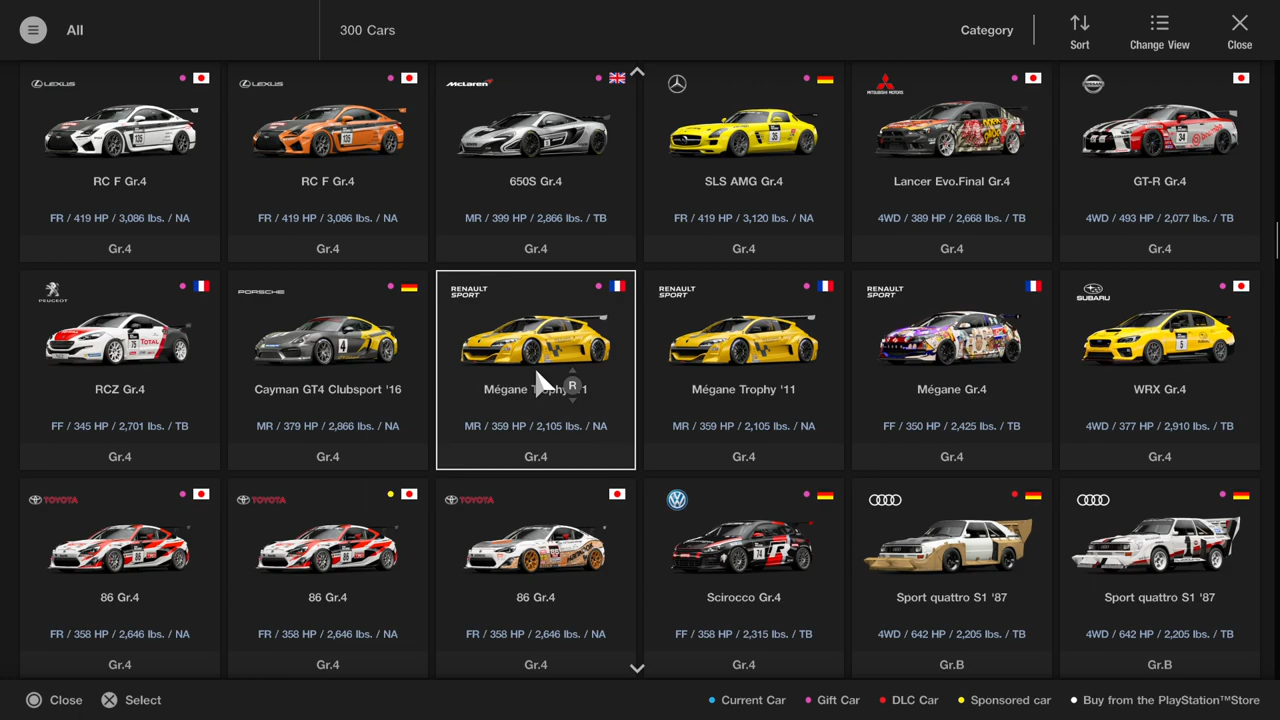 All
300 Cars
Category
Sort
Change View
Close
LEXUS
RC F Gr.4
FR / 419 HP / 3,086 lbs. / NA
Gr.4
LEXUS
RC F Gr.4
FR / 419 HP / 3,086 lbs. / NA
Gr.4
McLaren
650S Gr.4
MR / 399 HP / 2,866 lbs. / TB
Gr.4
SLS AMG Gr.4
FR / 419 HP / 3,120 lbs. / NA
Gr.4
MITSUBISHI MOTORS
Lancer Evo.Final Gr.4
4WD / 389 HP / 2,668 lbs. / TB
Gr.4
NISSAN
GT-R Gr.4
4WD / 493 HP / 2,077 lbs. / TB
Gr.4
PEUGEOT
RCZ Gr.4
FF / 345 HP / 2,701 lbs. / TB
Gr.4
PORSCHE
Cayman GT4 Clubsport '16
MR / 379 HP / 2,866 lbs. / NA
Gr.4
RENAULT
SPORT
Mégane Trophy '11
R
MR / 359 HP / 2,105 lbs. / NA
Gr.4
RENAULT
SPORT
Mégane Trophy '11
MR / 359 HP / 2,105 lbs. / NA
Gr.4
RENAULT
SPORT
Mégane Gr.4
FF / 350 HP / 2,425 lbs. / TB
Gr.4
SUBARU
WRX Gr.4
4WD / 377 HP / 2,910 lbs. / TB
Gr.4
TOYOTA
86 Gr.4
FR / 358 HP / 2,646 lbs. / NA
Gr.4
TOYOTA
86 Gr.4
FR / 358 HP / 2,646 lbs. / NA
Gr.4
TOYOTA
86 Gr.4
FR / 358 HP / 2,646 lbs. / NA
Gr.4
Scirocco Gr.4
FF / 358 HP / 2,315 lbs. / TB
Gr.4
Sport quattro S1 '87
4WD / 642 HP / 2,205 lbs. / TB
Gr.B
Sport quattro S1 '87
4WD / 642 HP / 2,205 lbs. / TB
Gr.B
Close
Select
Current Car
Gift Car
DLC Car
Sponsored car
Buy from the PlayStation™Store